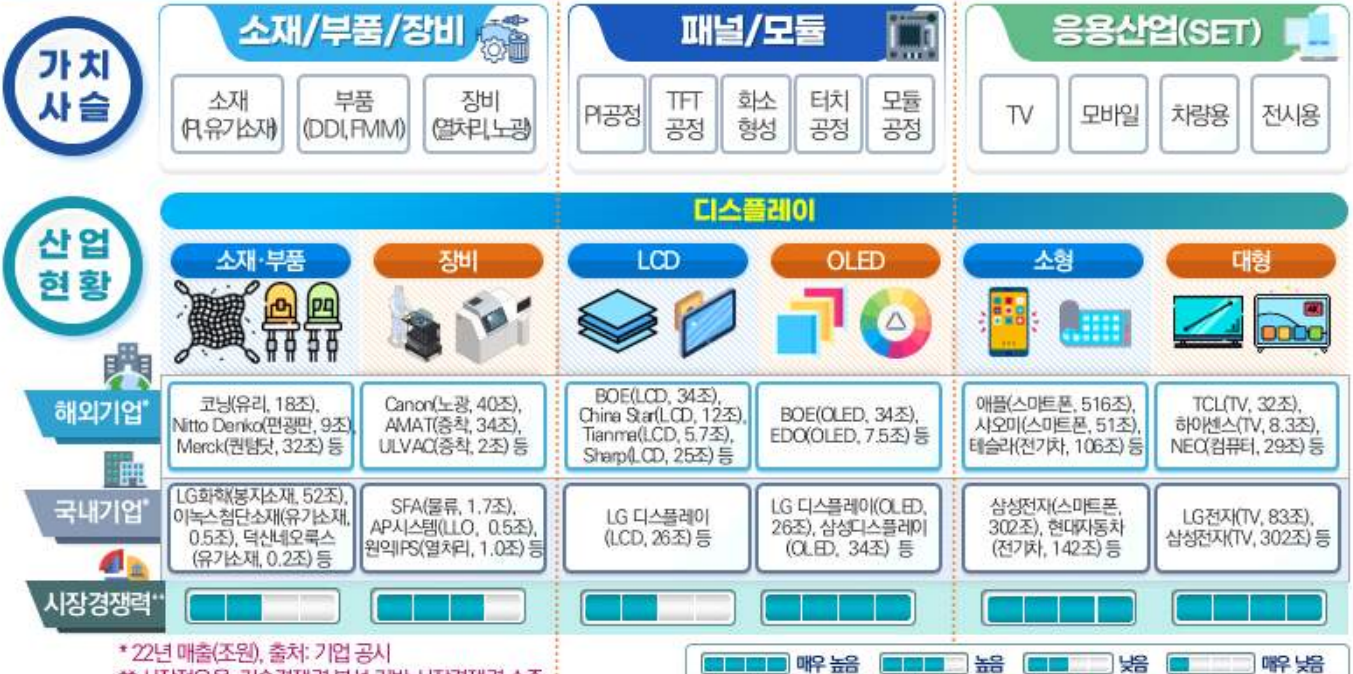 가치
사슬
소재/부품/장비
소재
(PI,유기소재)
부품
(DDI, FMM)
장비
(열처리,노광)
패널/모듈
PI공정
TFT
공정
화소
형성
터치
공정
모듈
공정
응용산업(SET)
TV
모바일
차량용
전시용
산업
현황
디스플레이
소재·부품
장비
LCD
OLED
소형
대형
해외기업*
코닝(유리, 18조),
Nitto Denko(편광판, 9조),
Merck(퀀텀닷, 32조) 등
Canon(노광, 40조),
AMAT(증착, 34조),
ULVAC(증착, 2조) 등
BOE(LCD, 34조),
China Star(LCD, 12조),
Tianma(LCD, 5.7조),
Sharp(LCD, 25조) 등
BOE(OLED, 34조),
EDO(OLED, 7.5조) 등
애플(스마트폰, 516조),
샤오미(스마트폰, 51조),
테슬라(전기차, 106조) 등
TCL(TV, 32조),
하이센스(TV, 8.3조),
NEC(컴퓨터, 29조) 등
국내기업*
LG화학(봉지소재, 52조),
이녹스첨단소재(유기소재,
0.5조), 덕산네오룩스
(유기소재, 0.2조) 등
SFA(물류, 1.7조),
AP시스템(LLO, 0.5조),
원익IPS(열처리, 1.0조) 등
LG 디스플레이
(LCD, 26조) 등
LG 디스플레이(OLED,
26조), 삼성디스플레이
(OLED, 34조) 등
삼성전자(스마트폰,
302조), 현대자동차
(전기차, 142조) 등
LG전자(TV, 83조),
삼성전자(TV, 302조) 등
시장경쟁력**
* 22년 매출(조원), 출처: 기업 공시
매우 높음
높음
낮음
매우 낮음